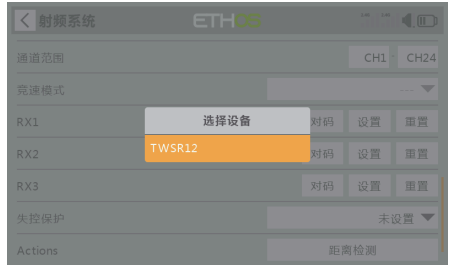 射频系统 ETHOS
通道范围 CH1 - CH24
竞速模式 ---
RX1 对码 设置 重置
选择设备
TWSR12
RX2 对码 设置 重置
RX3 对码 设置 重置
失控保护 未设置
Actions 距离检测